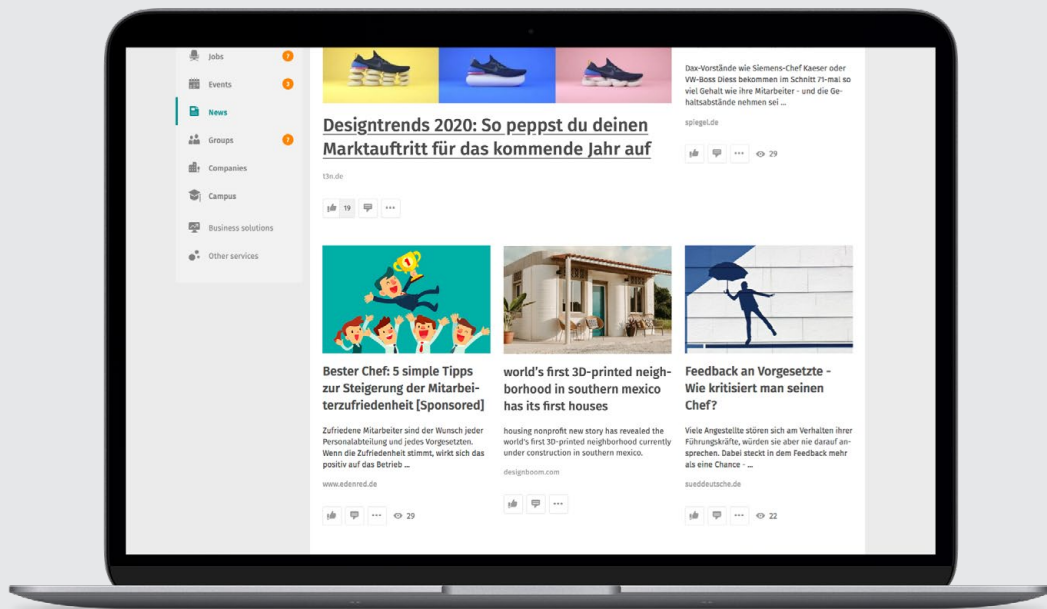 Jobs
?
Events
?
News
Groups
?
Companies
Campus
Business solutions
Other services
Designtrends 2020: So peppst du deinen
Marktauftritt für das kommende Jahr auf
t3n.de
19
Dax-Vorstände wie Siemens-Chef Kaeser oder
VW-Boss Diess bekommen im Schnitt 71-mal so
viel Gehalt wie ihre Mitarbeiter - und die Ge-
haltsabstände nehmen sei ...
spiegel.de
29
Bester Chef: 5 simple Tipps
zur Steigerung der Mitarbei-
terzufriedenheit [Sponsored]
Zufriedene Mitarbeiter sind der Wunsch jeder
Personalabteilung und jedes Vorgesetzten.
Wenn die Zufriedenheit stimmt, wirkt sich das
positiv auf das Betrieb ...
www.edenred.de
29
world's first 3D-printed neigh-
borhood in southern mexico
has its first houses
housing nonprofit new story has revealed the
world's first 3D-printed neighborhood currently
under construction in southern mexico.
designboom.com
Feedback an Vorgesetzte -
Wie kritisiert man seinen
Chef?
Viele Angestellte stören sich am Verhalten ihrer
Führungskräfte, würden sie aber nie darauf an-
sprechen. Dabei steckt in dem Feedback mehr
als eine Chance - ...
sueddeutsche.de
22